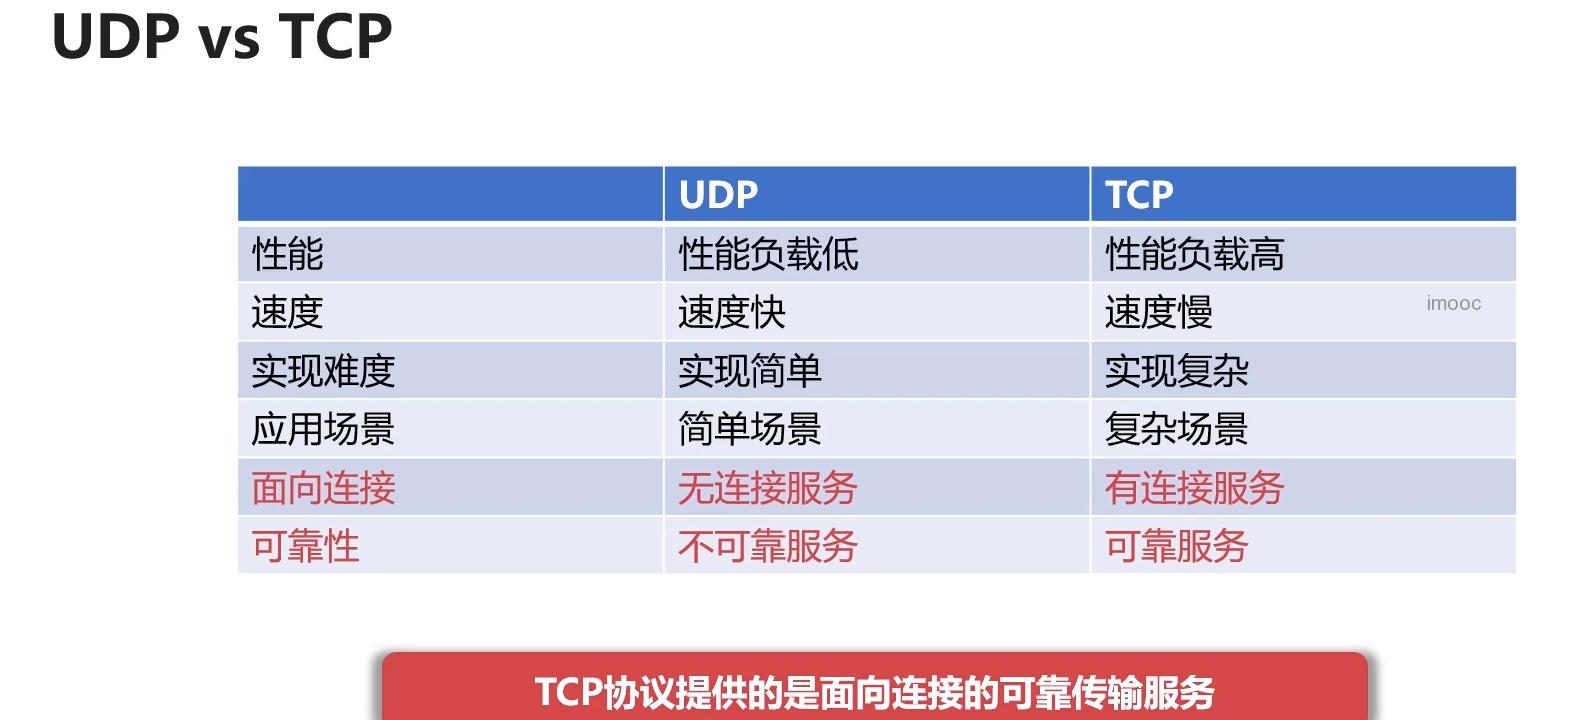 UDP vs TCP
UDP TCP
性能 性能负载低 性能负载高
速度 速度快 速度慢 imooc
实现难度 实现简单 实现复杂
应用场景 简单场景 复杂场景
面向连接 无连接服务 有连接服务
可靠性 不可靠服务 可靠服务
TCP协议提供的是面向连接的可靠传输服务